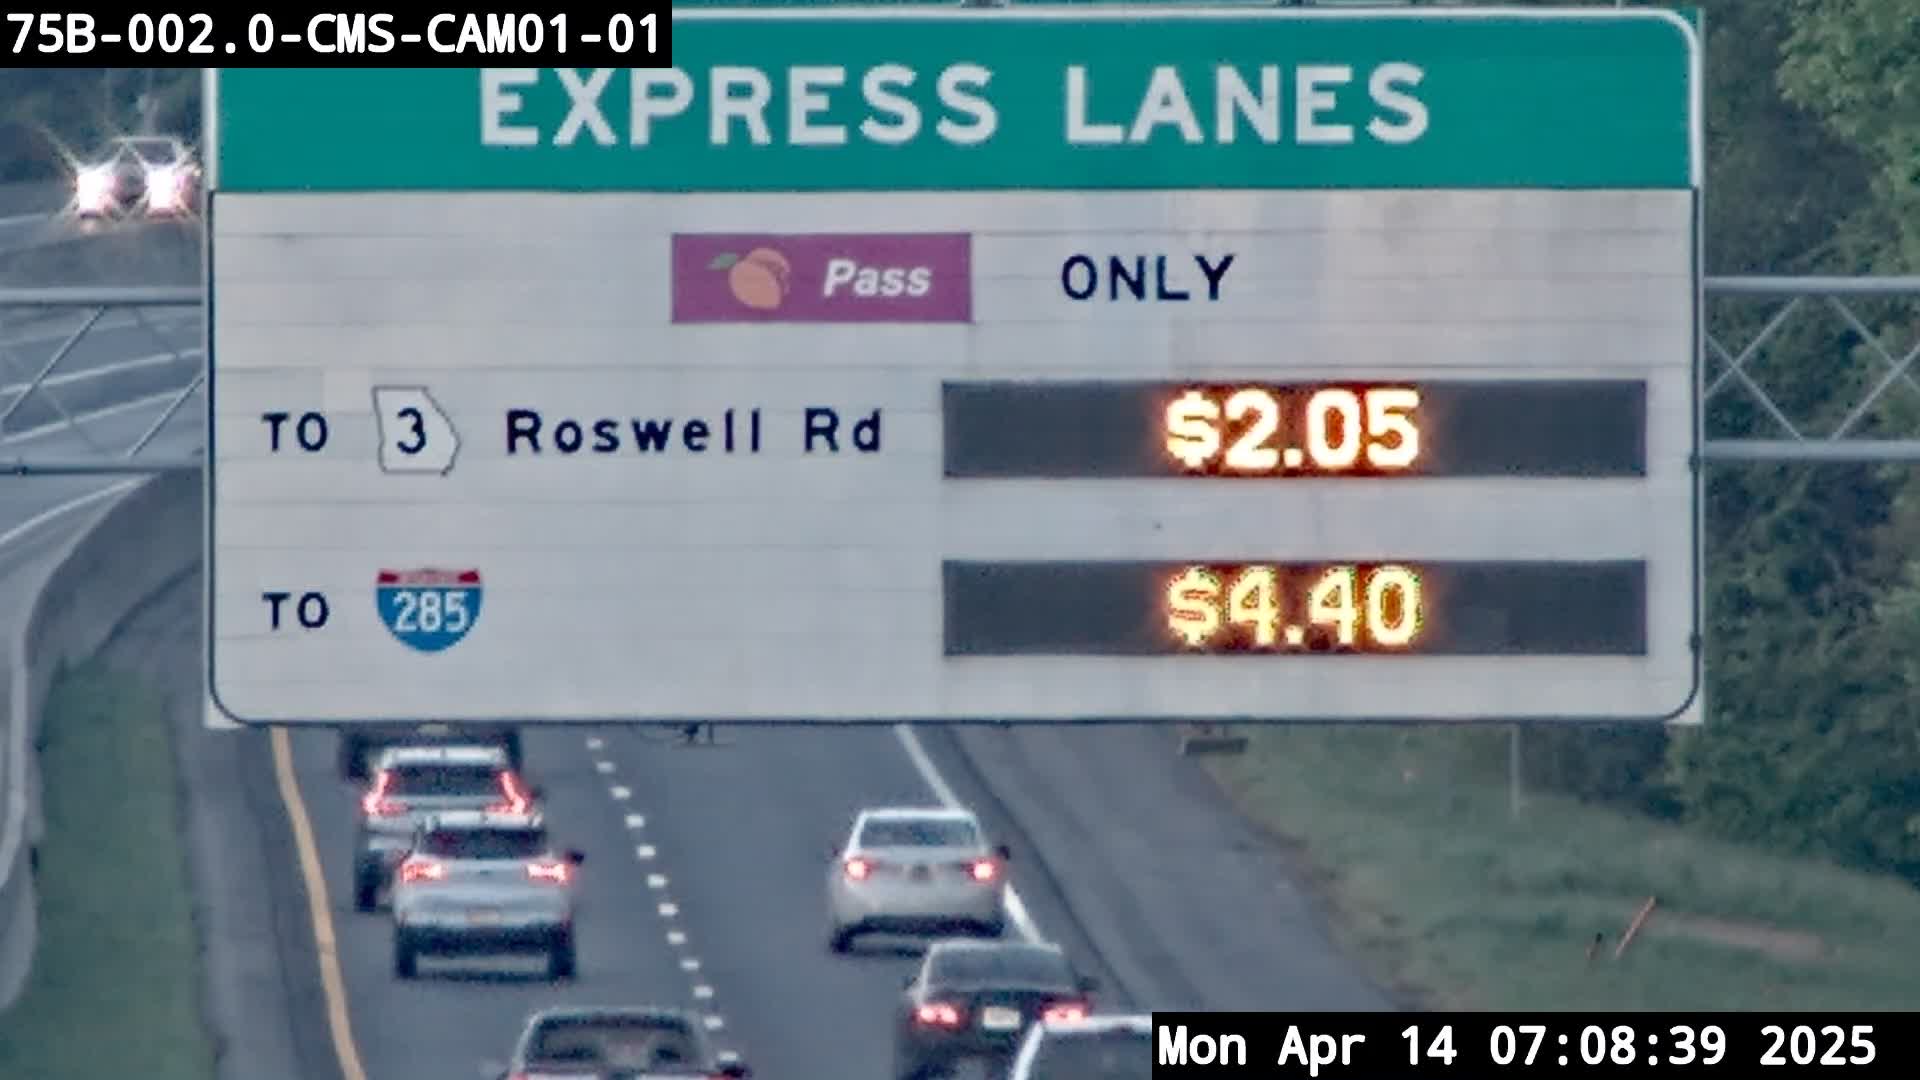 75B-002.0-CMS-CAM01-01
EXPRESS LANES
Pass ONLY
TO 3 Roswell Rd $2.05
TO 285 $4.40
Mon Apr 14 07:08:39 2025